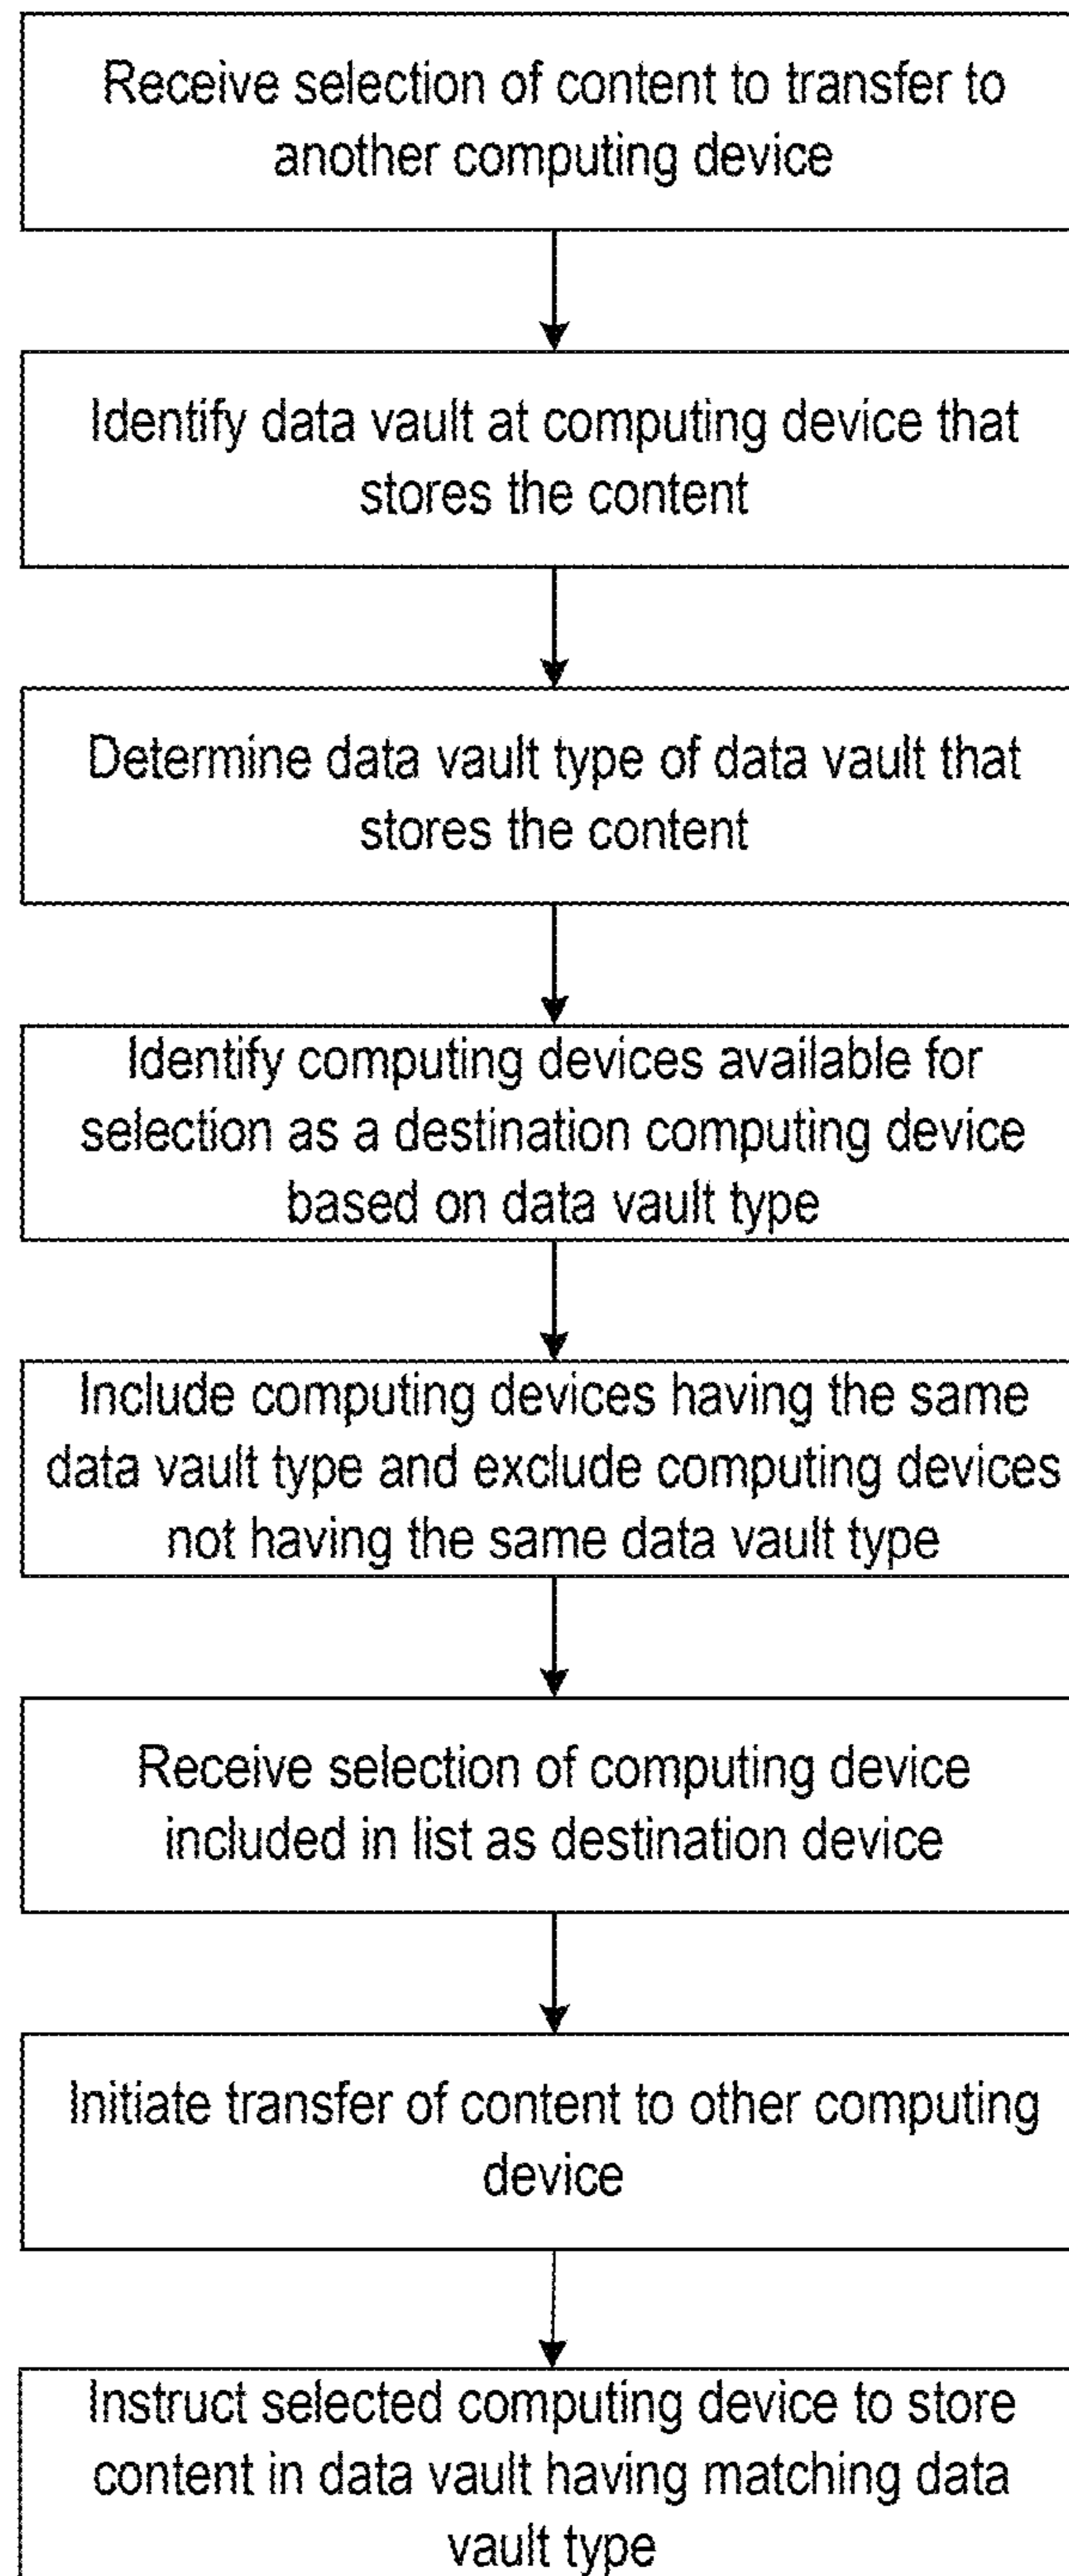 Receive selection of content to transfer to
another computing device
Identify data vault at computing device that
stores the content
Determine data vault type of data vault that
stores the content
Identify computing devices available for
selection as a destination computing device
based on data vault type
Include computing devices having the same
data vault type and exclude computing devices
not having the same data vault type
Receive selection of computing device
included in list as destination device
Initiate transfer of content to other computing
device
Instruct selected computing device to store
content in data vault having matching data
vault type